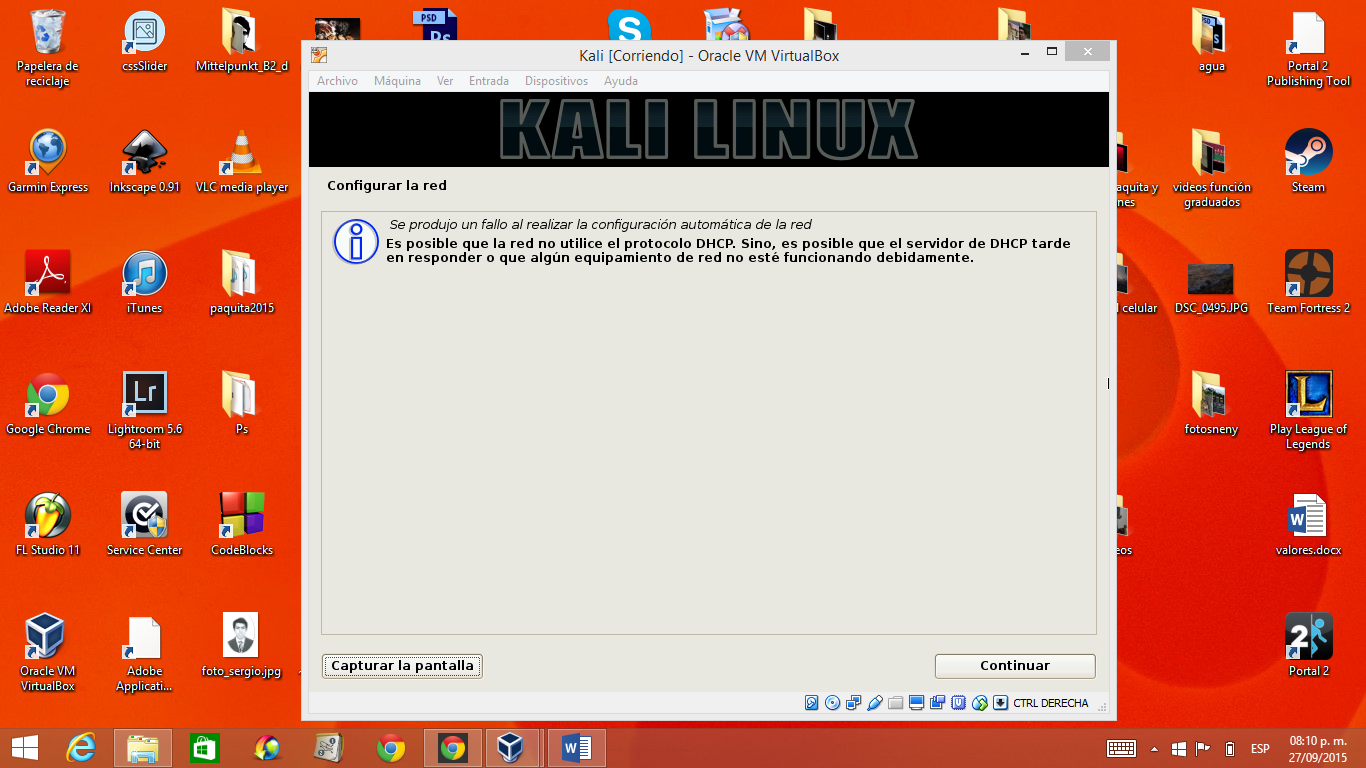 Papelera de
reciclaje
cssSlider
Mittelpunkt_B2_d
PSD
Ps
agua
Portal 2
Publishing Tool
Kali [Corriendo] - Oracle VM VirtualBox
Archivo Máquina Ver Entrada Dispositivos Ayuda
KALI LINUX
Configurar la red
Se produjo un fallo al realizar la configuración automática de la red
Es posible que la red no utilice el protocolo DHCP. Sino, es posible que el servidor de DHCP tarde
en responder o que algún equipamiento de red no esté funcionando debidamente.
Capturar la pantalla
Continuar
CTRL DERECHA
Garmin Express
Inkscape 0.91
VLC media player
aquita y
nes
videos función
graduados
Steam
Adobe Reader XI
iTunes
paquita2015
l celular
DSC_0495.JPG
Team Fortress 2
Google Chrome
Lr
Lightroom 5.6
64-bit
Ps
fotosneny
Play League of
Legends
FL Studio 11
Service Center
CodeBlocks
eos
valores.docx
Oracle VM
VirtualBox
Adobe
Applicati...
foto_sergio.jpg
2
Portal 2
ESP
08:10 p. m.
27/09/2015